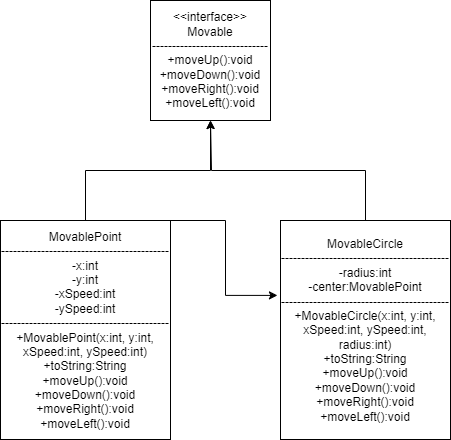 <<interface>>
Movable
+moveUp():void
+moveDown():void
+moveRight():void
+moveLeft():void
MovablePoint
-x:int
-y:int
-xSpeed:int
-ySpeed:int
+MovablePoint(x:int, y:int,
xSpeed:int, ySpeed:int)
+toString:String
+moveUp():void
+moveDown():void
+moveRight():void
+moveLeft():void
MovableCircle
-radius:int
-center:MovablePoint
+MovableCircle(x:int, y:int,
xSpeed:int, ySpeed:int,
radius:int)
+toString:String
+moveUp():void
+moveDown():void
+moveRight():void
+moveLeft():void